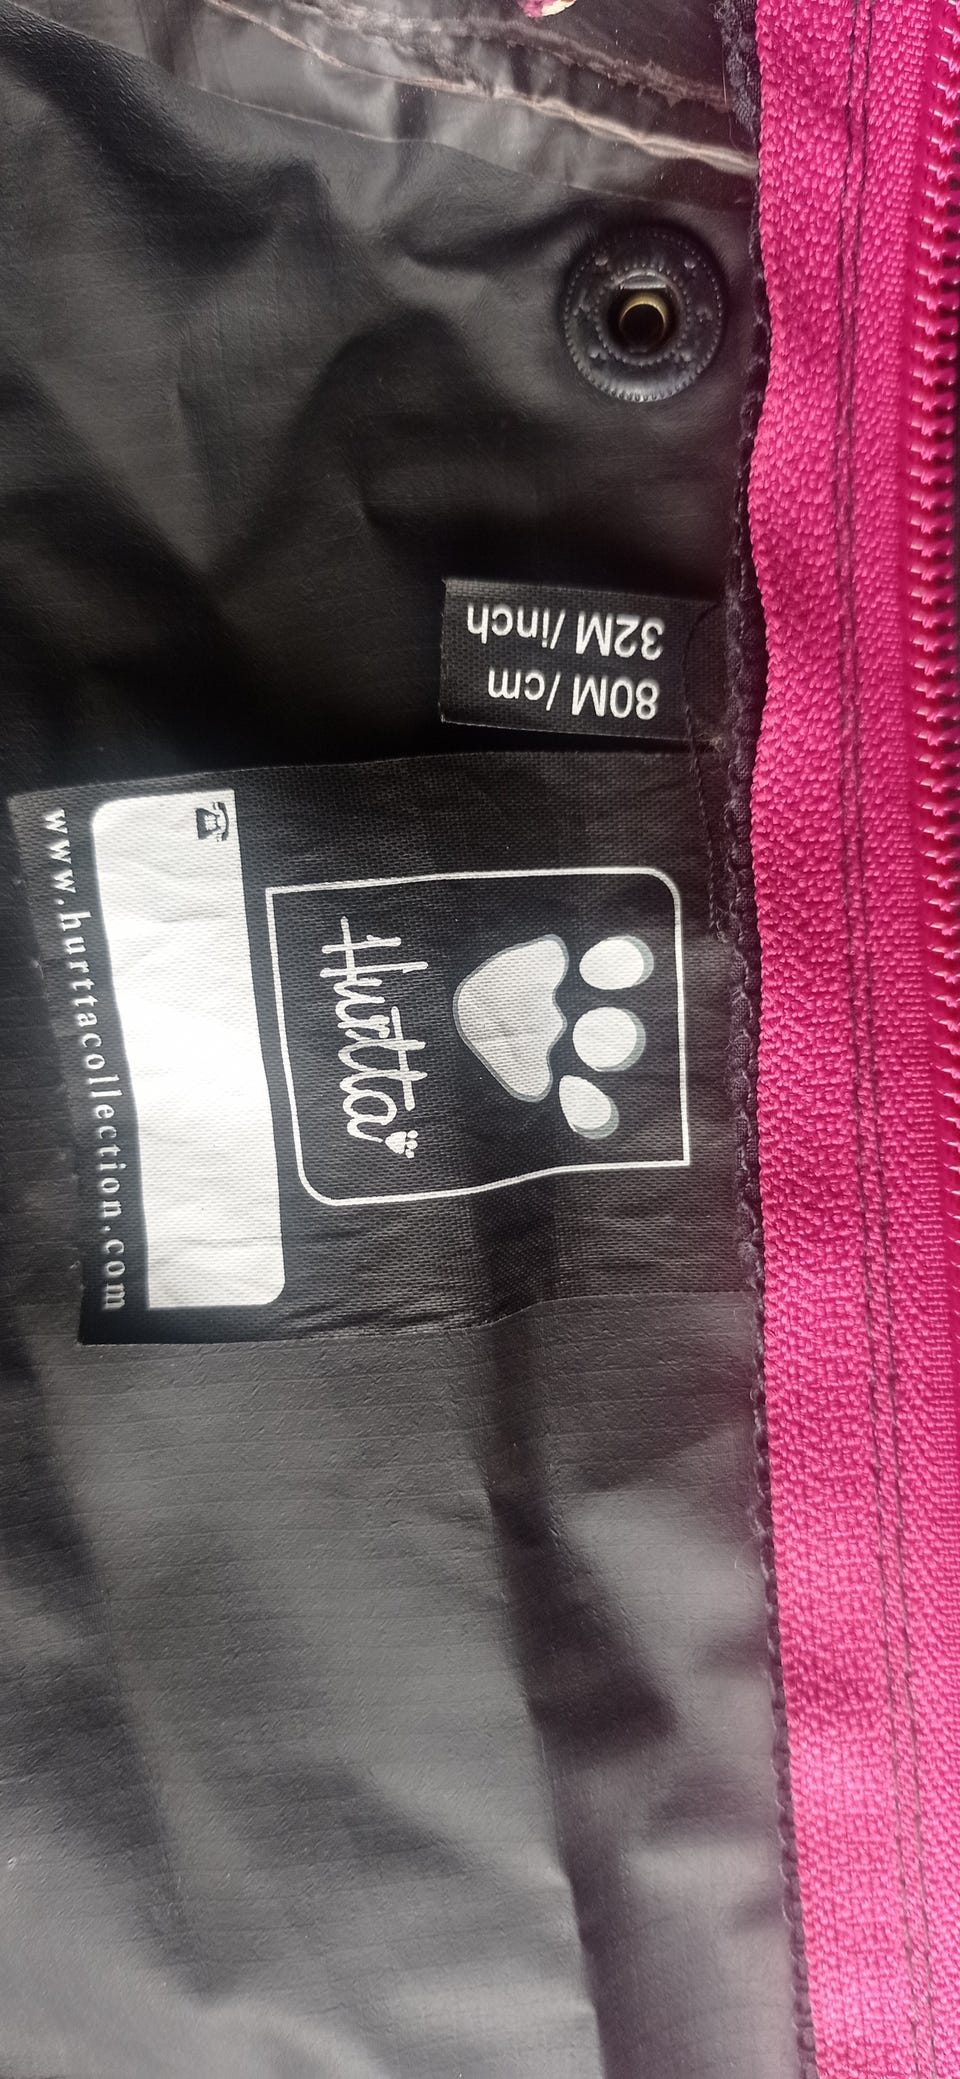 80M /cm
32M /inch
Hurtta
www.hurttacollection.com